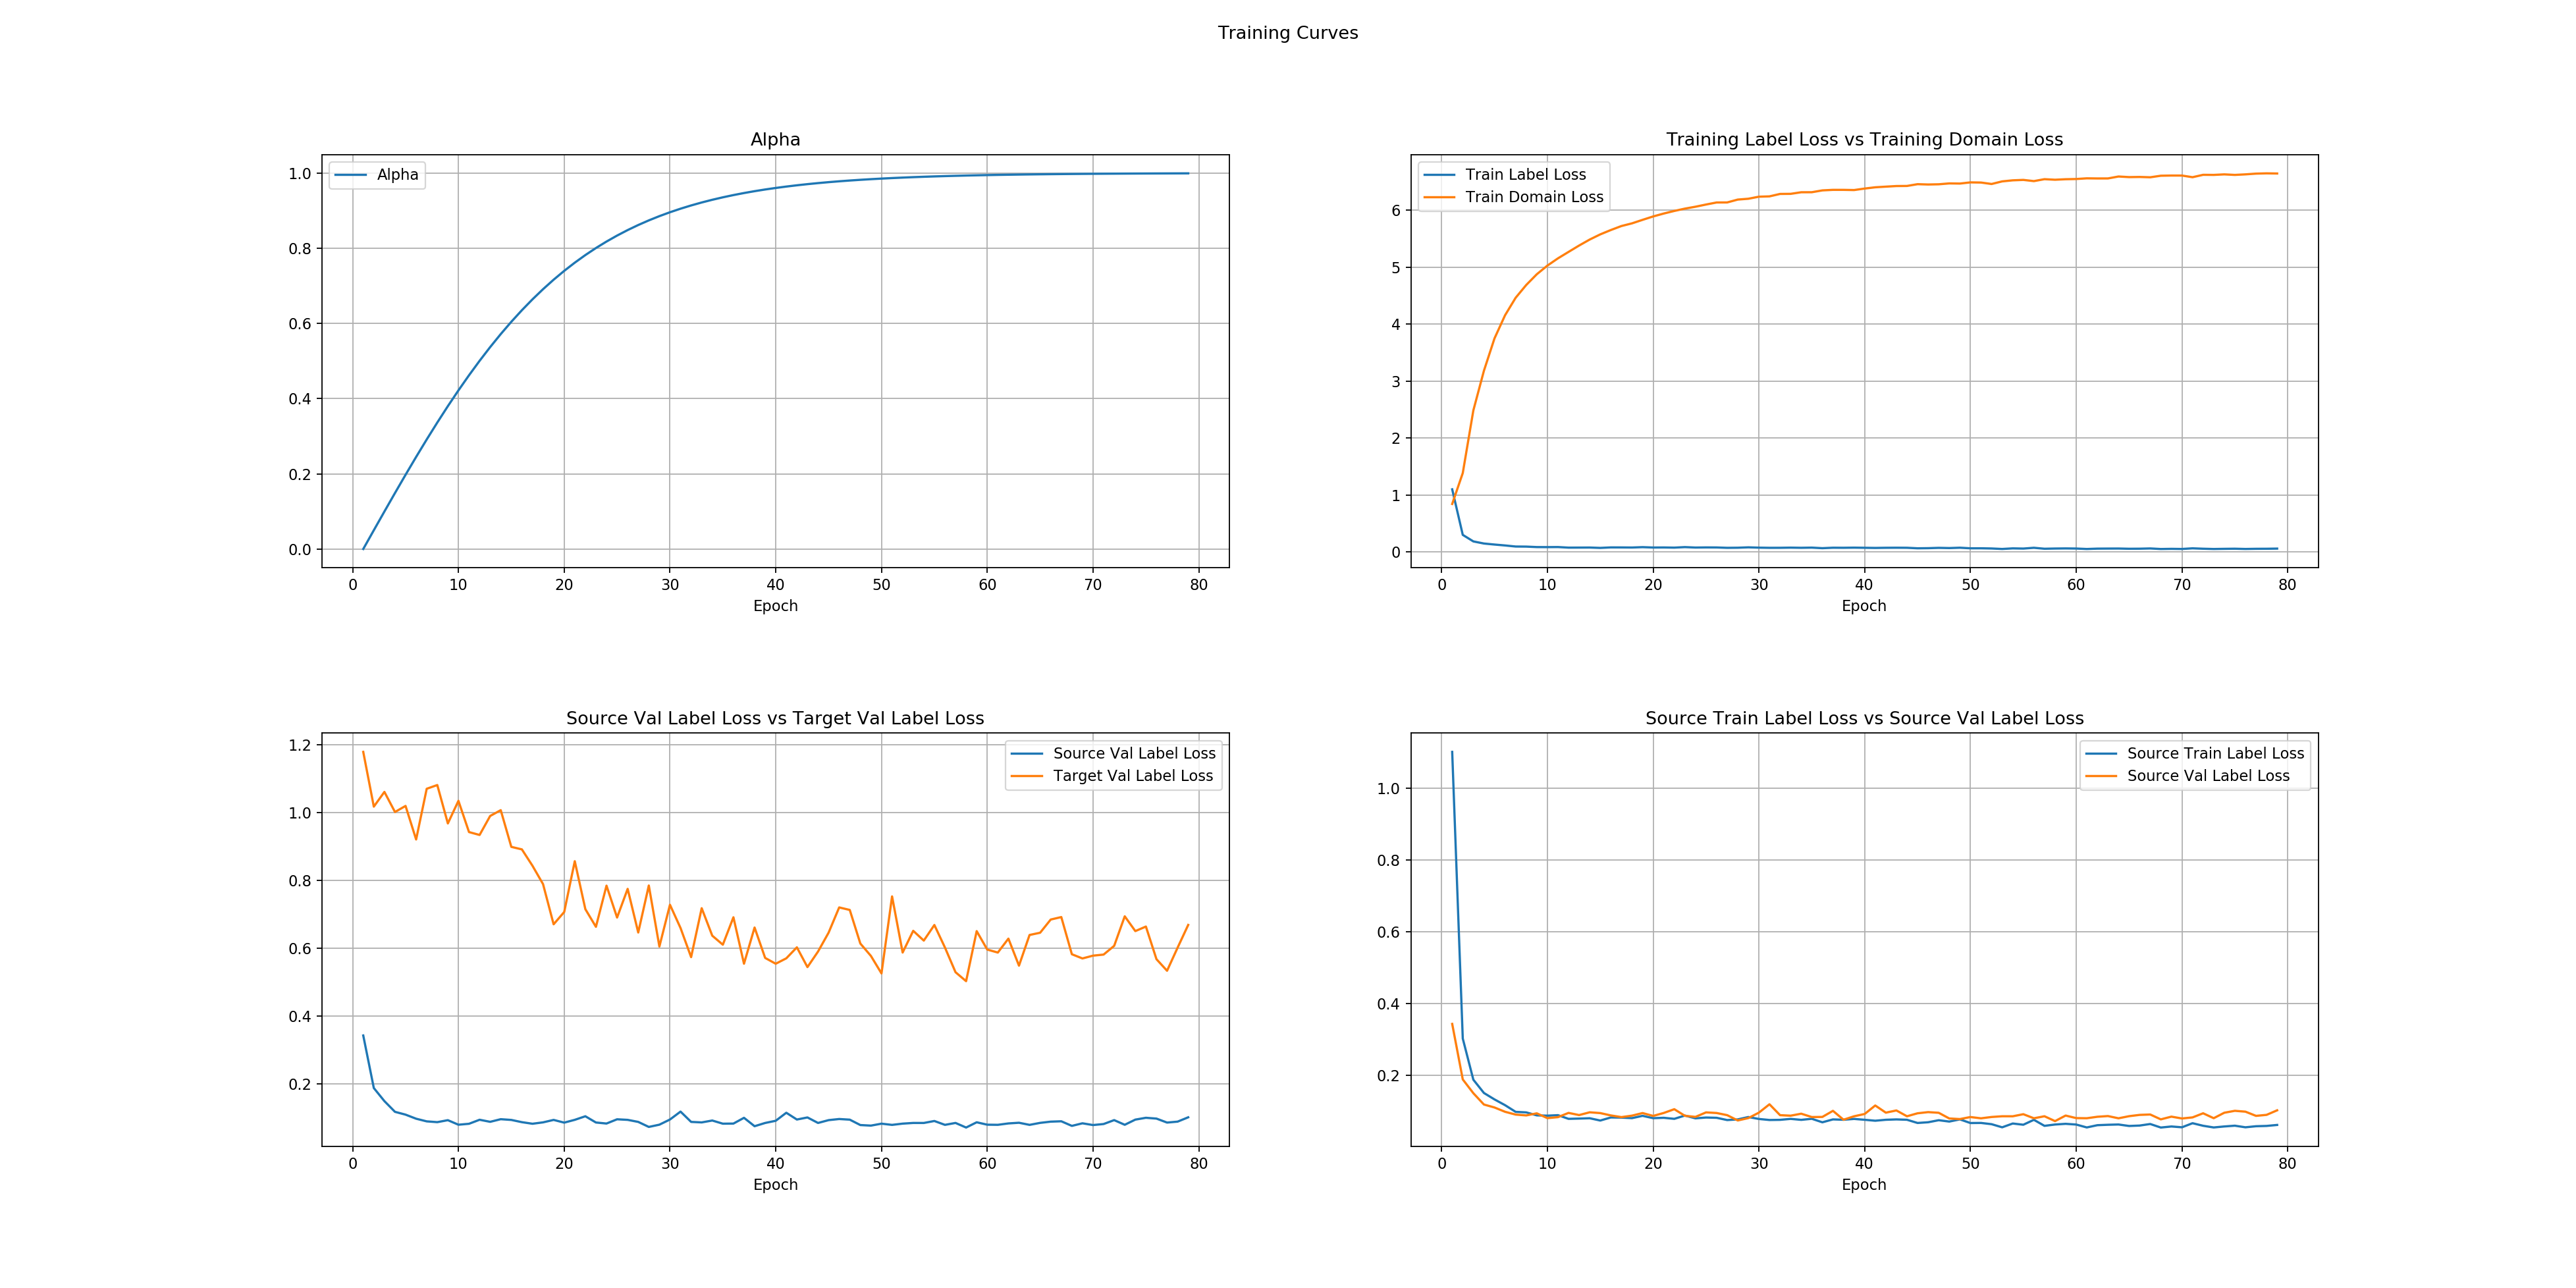 Training Curves
Alpha
Alpha
1.0
0.8
0.6
0.4
0.2
0.0
0 10 20 30 40 50 60 70 80
Epoch
Training Label Loss vs Training Domain Loss
Train Label Loss
Train Domain Loss
6
5
4
3
2
1
0
0 10 20 30 40 50 60 70 80
Epoch
Source Val Label Loss vs Target Val Label Loss
Source Val Label Loss
Target Val Label Loss
1.2
1.0
0.8
0.6
0.4
0.2
0 10 20 30 40 50 60 70 80
Epoch
Source Train Label Loss vs Source Val Label Loss
Source Train Label Loss
Source Val Label Loss
1.0
0.8
0.6
0.4
0.2
0 10 20 30 40 50 60 70 80
Epoch